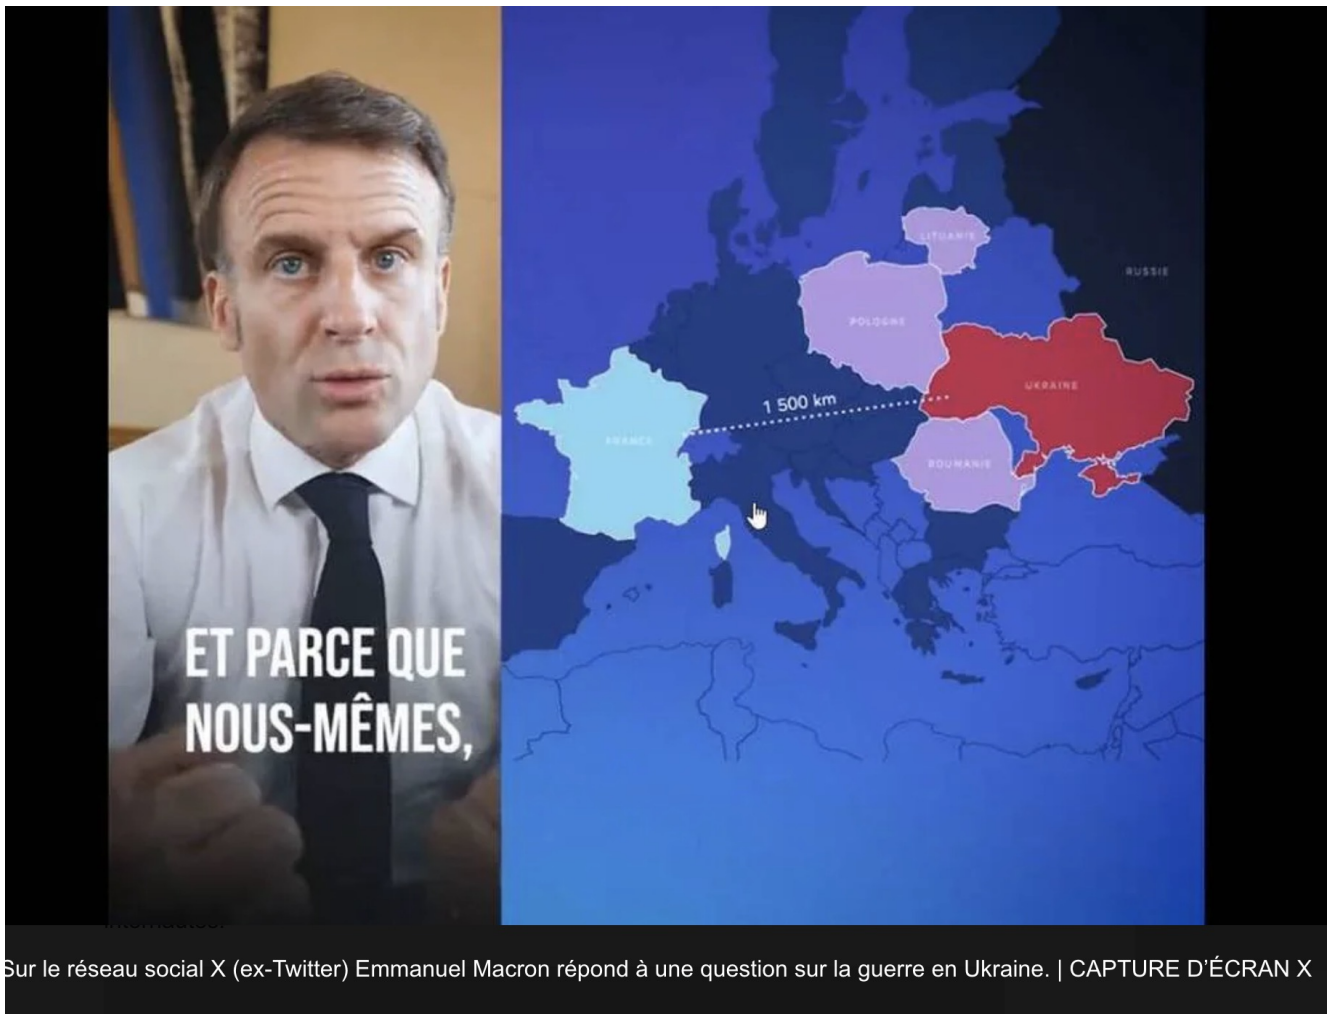 ET PARCE QUE
NOUS-MÊMES,
LITUANIE
RUSSIE
POLOGNE
UKRAINE
1 500 km
FRANCE
ROUMANIE
internautes.
Sur le réseau social X (ex-Twitter) Emmanuel Macron répond à une question sur la guerre en Ukraine. | CAPTURE D'ÉCRAN X